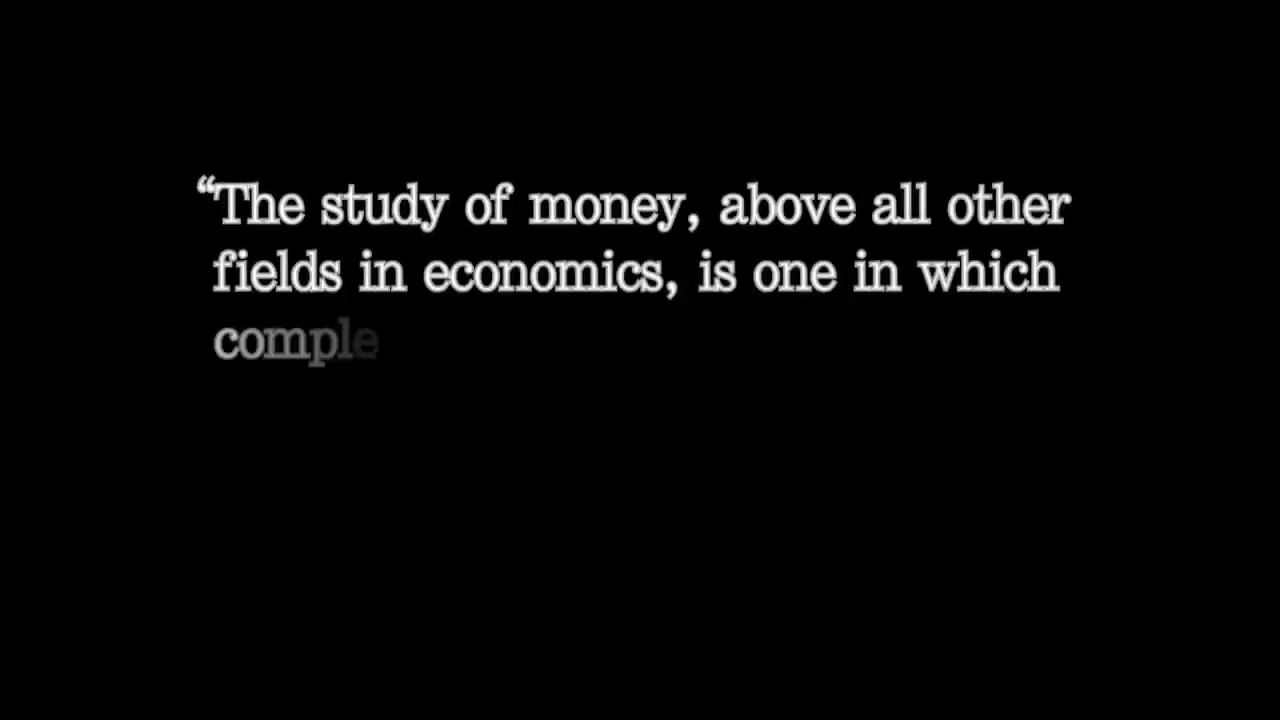 “The study of money, above all other
fields in economics, is one in which
comple